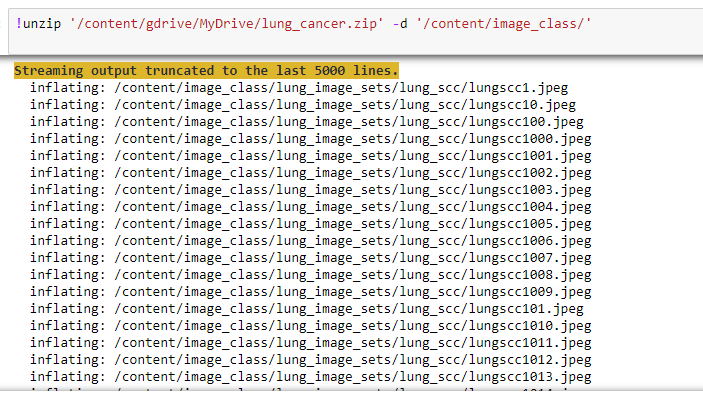 !unzip '/content/gdrive/MyDrive/lung_cancer.zip' -d '/content/image_class/'
Streaming output truncated to the last 5000 lines.
inflating: /content/image_class/lung_image_sets/lung_scc/lungscc1.jpeg
inflating: /content/image_class/lung_image_sets/lung_scc/lungscc10.jpeg
inflating: /content/image_class/lung_image_sets/lung_scc/lungscc100.jpeg
inflating: /content/image_class/lung_image_sets/lung_scc/lungscc1000.jpeg
inflating: /content/image_class/lung_image_sets/lung_scc/lungscc1001.jpeg
inflating: /content/image_class/lung_image_sets/lung_scc/lungscc1002.jpeg
inflating: /content/image_class/lung_image_sets/lung_scc/lungscc1003.jpeg
inflating: /content/image_class/lung_image_sets/lung_scc/lungscc1004.jpeg
inflating: /content/image_class/lung_image_sets/lung_scc/lungscc1005.jpeg
inflating: /content/image_class/lung_image_sets/lung_scc/lungscc1006.jpeg
inflating: /content/image_class/lung_image_sets/lung_scc/lungscc1007.jpeg
inflating: /content/image_class/lung_image_sets/lung_scc/lungscc1008.jpeg
inflating: /content/image_class/lung_image_sets/lung_scc/lungscc1009.jpeg
inflating: /content/image_class/lung_image_sets/lung_scc/lungscc101.jpeg
inflating: /content/image_class/lung_image_sets/lung_scc/lungscc1010.jpeg
inflating: /content/image_class/lung_image_sets/lung_scc/lungscc1011.jpeg
inflating: /content/image_class/lung_image_sets/lung_scc/lungscc1012.jpeg
inflating: /content/image_class/lung_image_sets/lung_scc/lungscc1013.jpeg